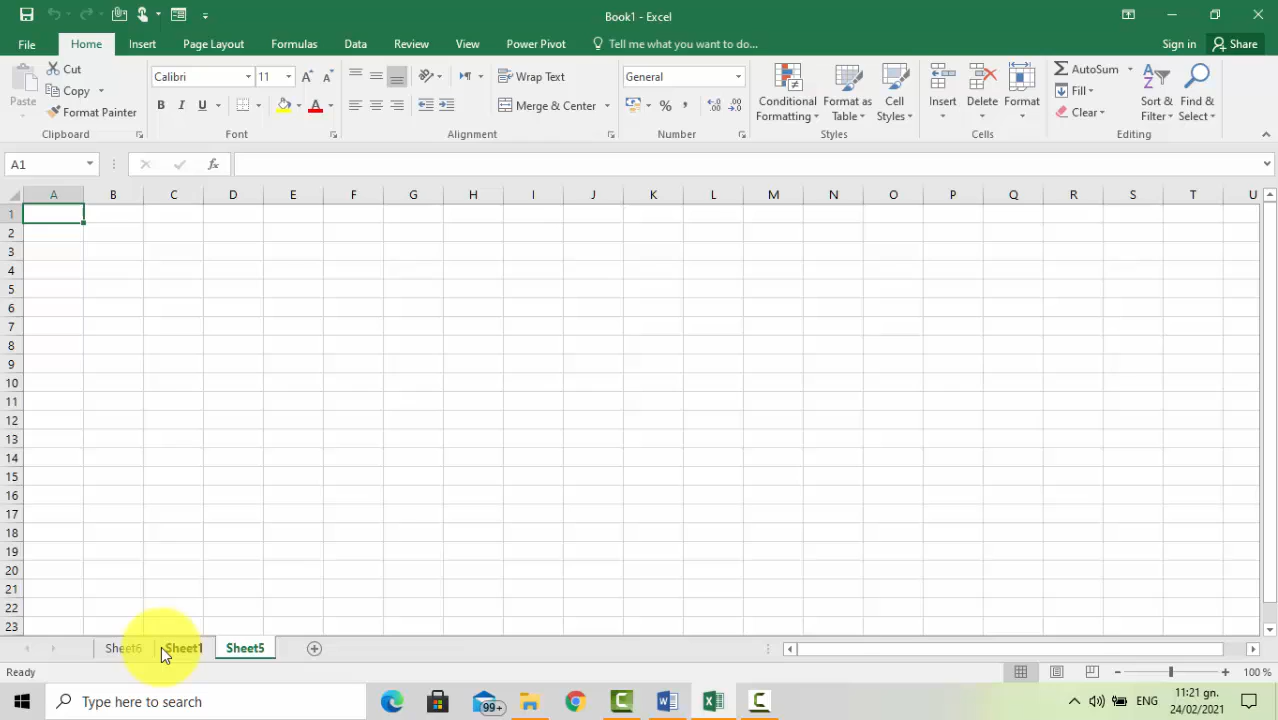 Book1 - Excel
File Home Insert Page Layout Formulas Data Review View Power Pivot Tell me what you want to do... Sign in Share
Paste Cut
Copy
Format Painter
Clipboard
Calibri 11
B I U A
Font
Wrap Text
Merge & Center
Alignment
General
%
Number
Conditional Formatting
Format as Table
Cell Styles
Styles
Insert Delete Format
Cells
AutoSum
Fill
Clear
Sort & Filter
Find & Select
Editing
A1 fx
A B C D E F G H I J K L M N O P Q R S T U
1
2
3
4
5
6
7
8
9
10
11
12
13
14
15
16
17
18
19
20
21
22
23
Sheet6 Sheet1 Sheet5
Ready 100 %
Type here to search 99+ ENG 11:21 gn.
24/02/2021